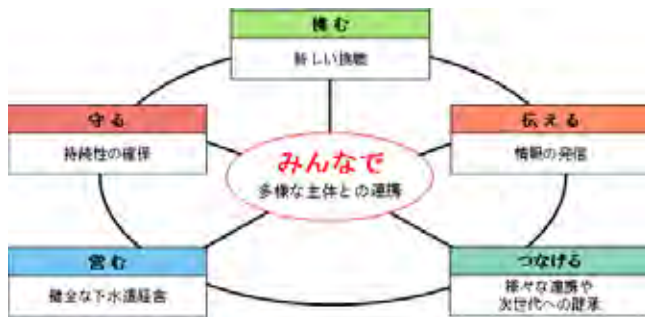 挑む
新しい挑戦
守る
持続性の確保
伝える
情報の発信
みんなで
多様な主体との連携
営む
健全な下水道経営
つなげる
様々な連携や
次世代への継承